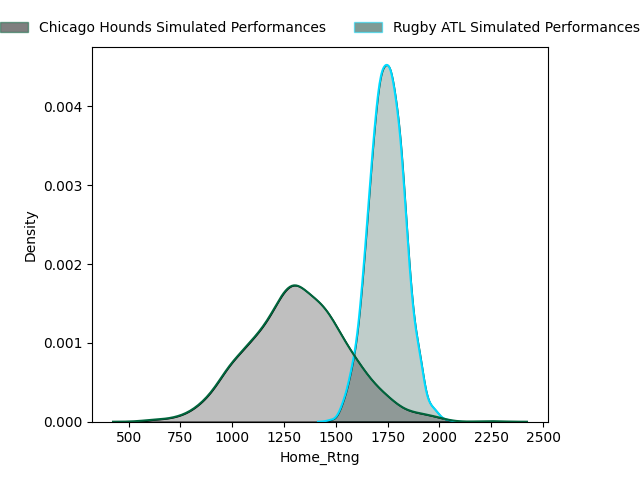 Chicago Hounds Simulated Performances Rugby ATL Simulated Performances
0.004
0.003
0.002
0.001
0.000
Density
500 750 1000 1250 1500 1750 2000 2250 2500
Home_Rtng